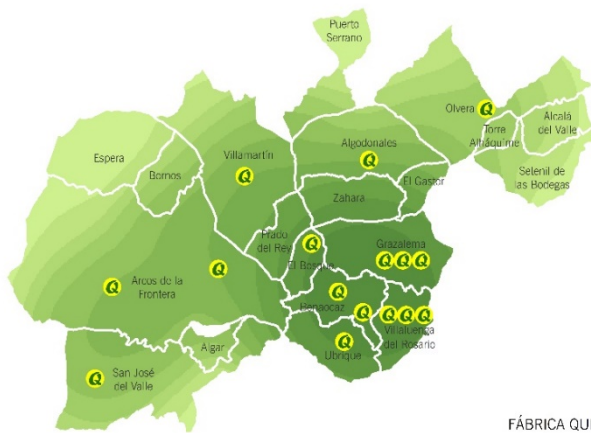 Puerto
Serrano
Olvera
Alcalá
del Valle
Torre
Alháquime
Setenil de
las Bodegas
Espera
Bornos
Villamartín
Algodonales
El Gastor
Zahara
Prado
del Rey
Grazalema
El Bosque
Arcos de la
Frontera
Benaocaz
Villaluenga
del Rosario
Ubrique
Algar
San José
del Valle
Q
Q
Q
Q
Q Q Q
Q
Q
Q
Q
Q Q Q
Q
Q
FÁBRICA QU